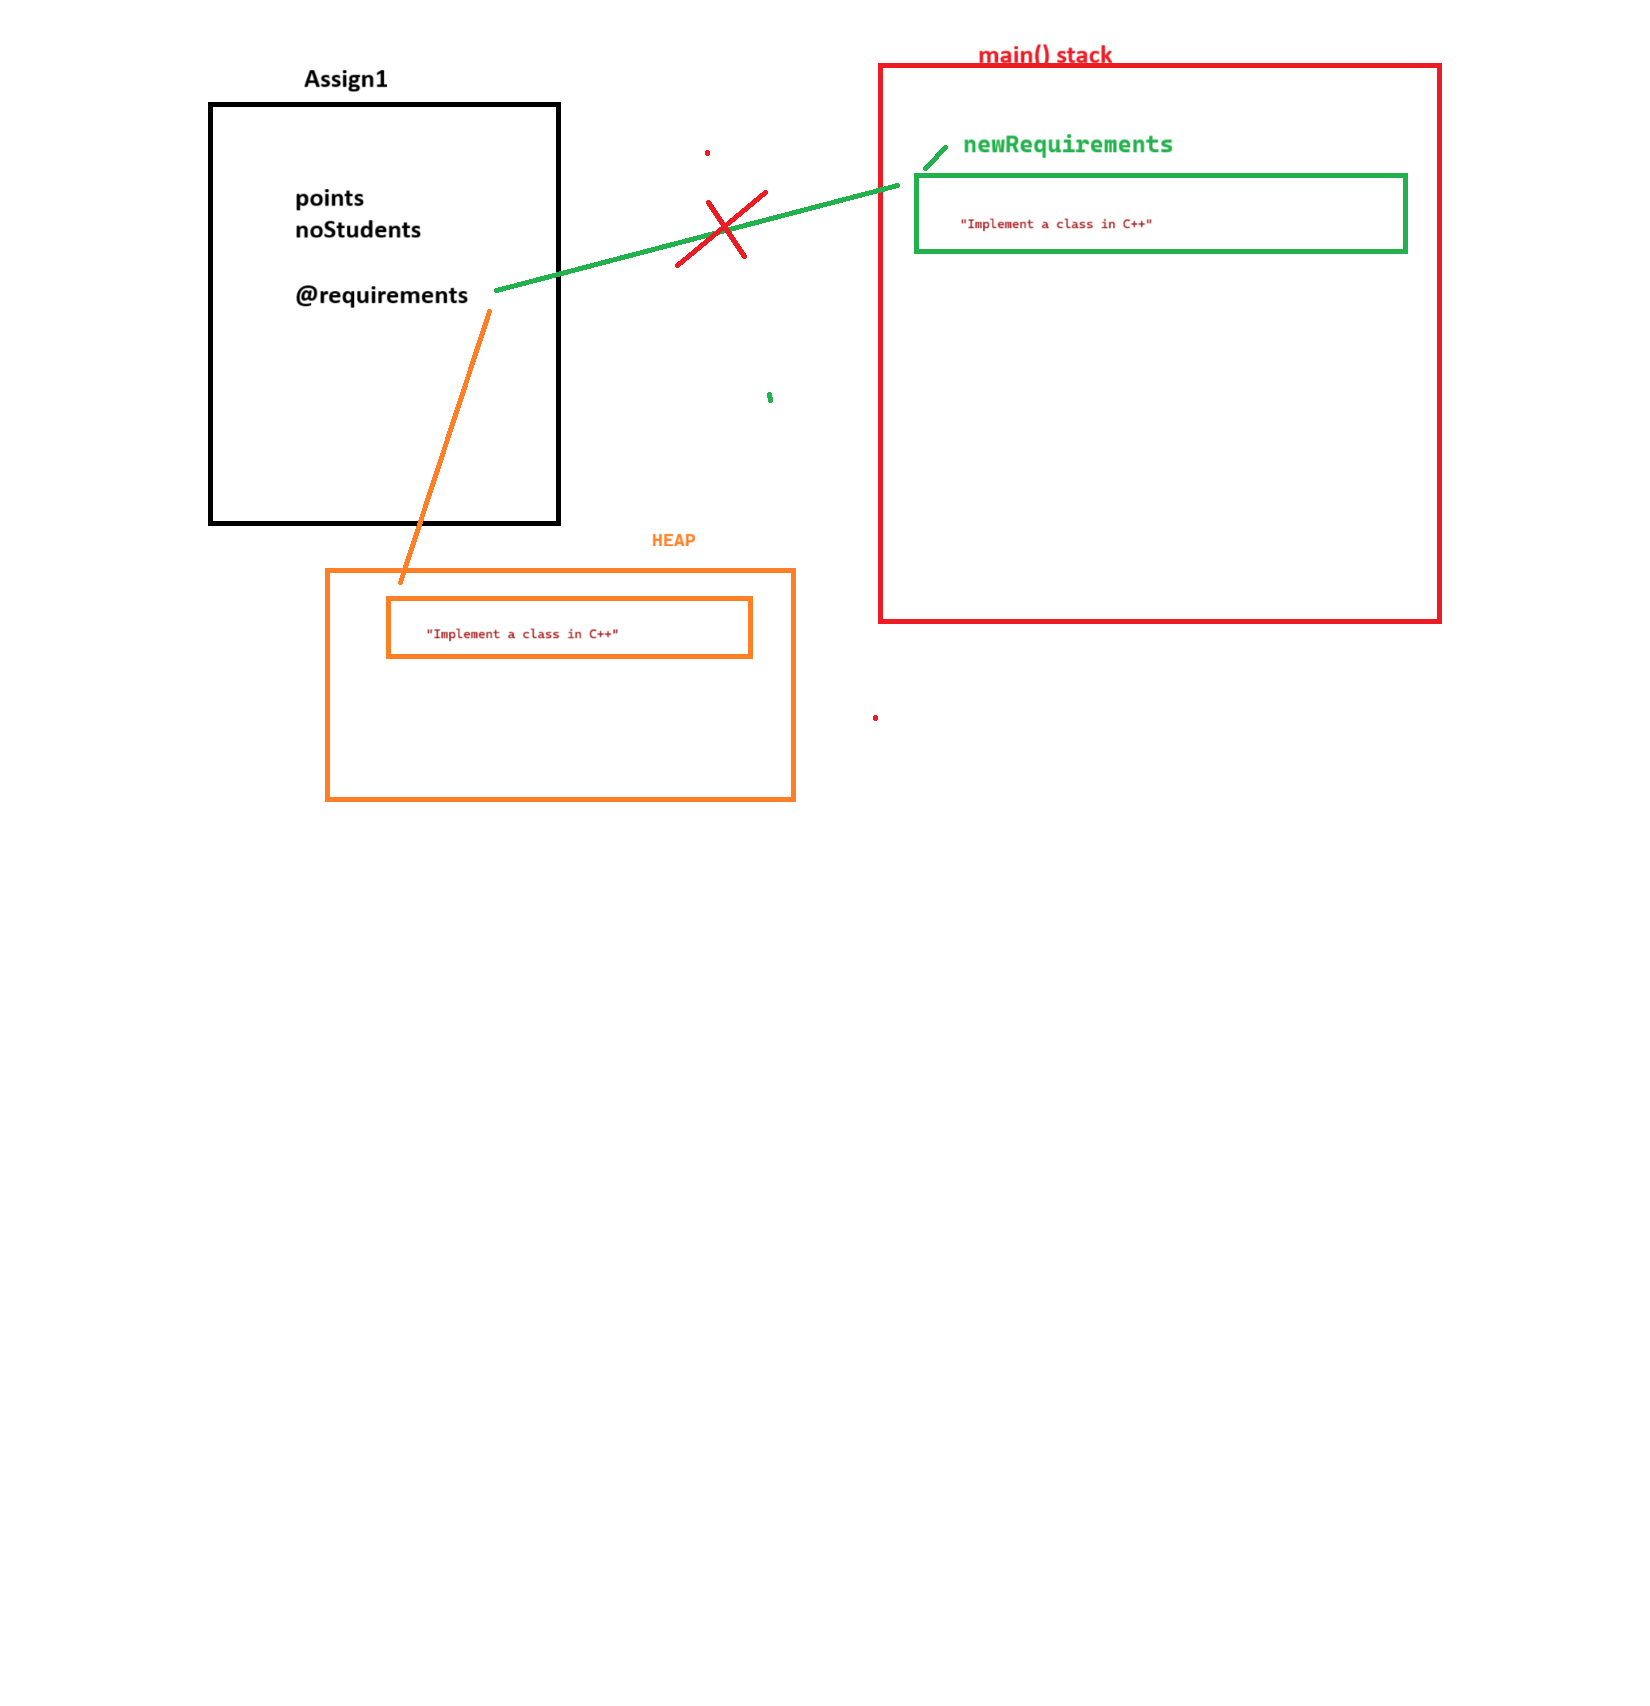 Assign1
points
noStudents
@requirements
main() stack
newRequirements
"Implement a class in C++"
HEAP
"Implement a class in C++"